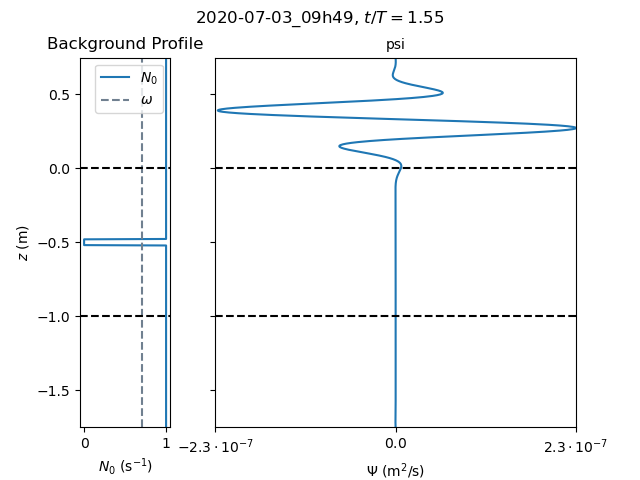 2020-07-03_09h49, t/T = 1.55
Background Profile
psi
N₀
ω
0.5
0.0
−0.5
−1.0
−1.5
z (m)
0 1
N₀ (s⁻¹)
−2.3 · 10⁻⁷ 0.0 2.3 · 10⁻⁷
Ψ (m²/s)